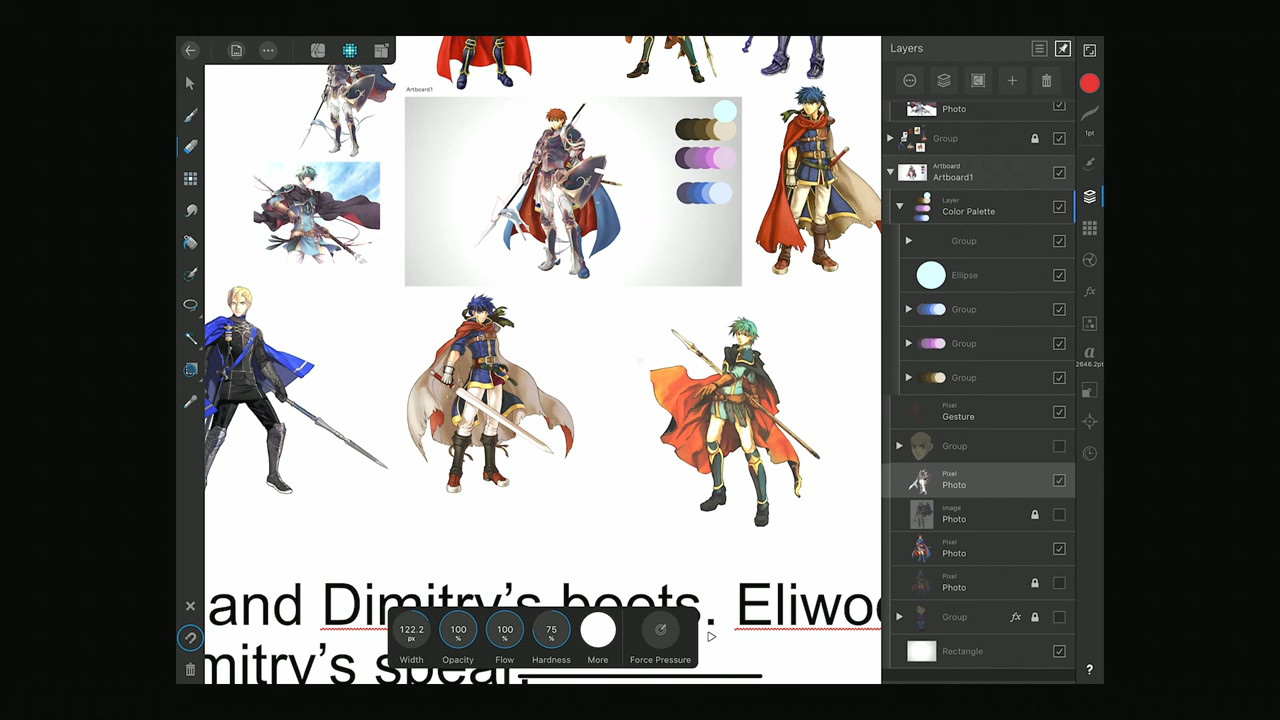 Layers
Artboard1
1pt
Photo
Group
Artboard
Artboard1
Layer
Color Palette
Group
Ellipse
Group
Group
Group
2646.2pt
Pixel
Gesture
Group
Pixel
Photo
Image
Photo
Pixel
Photo
Pixel
Photo
Group
fx
Rectangle
and Dimitry's boots. Eliwoo
mitry's spear.
122.2
px
100
%
100
%
75
%
Width
Opacity
Flow
Hardness
More
Force Pressure
?